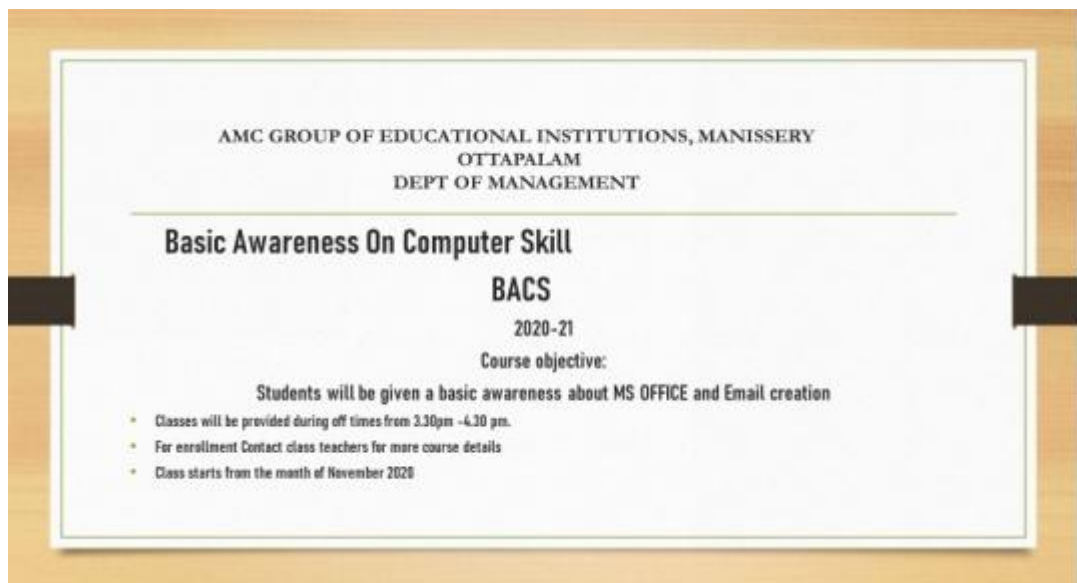 AMC GROUP OF EDUCATIONAL INSTITUTIONS, MANISSERY
OTTAPALAM
DEPT OF MANAGEMENT
Basic Awareness On Computer Skill
BACS
2020-21
Course objective:
Students will be given a basic awareness about MS OFFICE and Email creation
• Classes will be provided during off times from 3.30pm -4.30 pm.
• For enrollment Contact class teachers for more course details
• Class starts from the month of November 2020